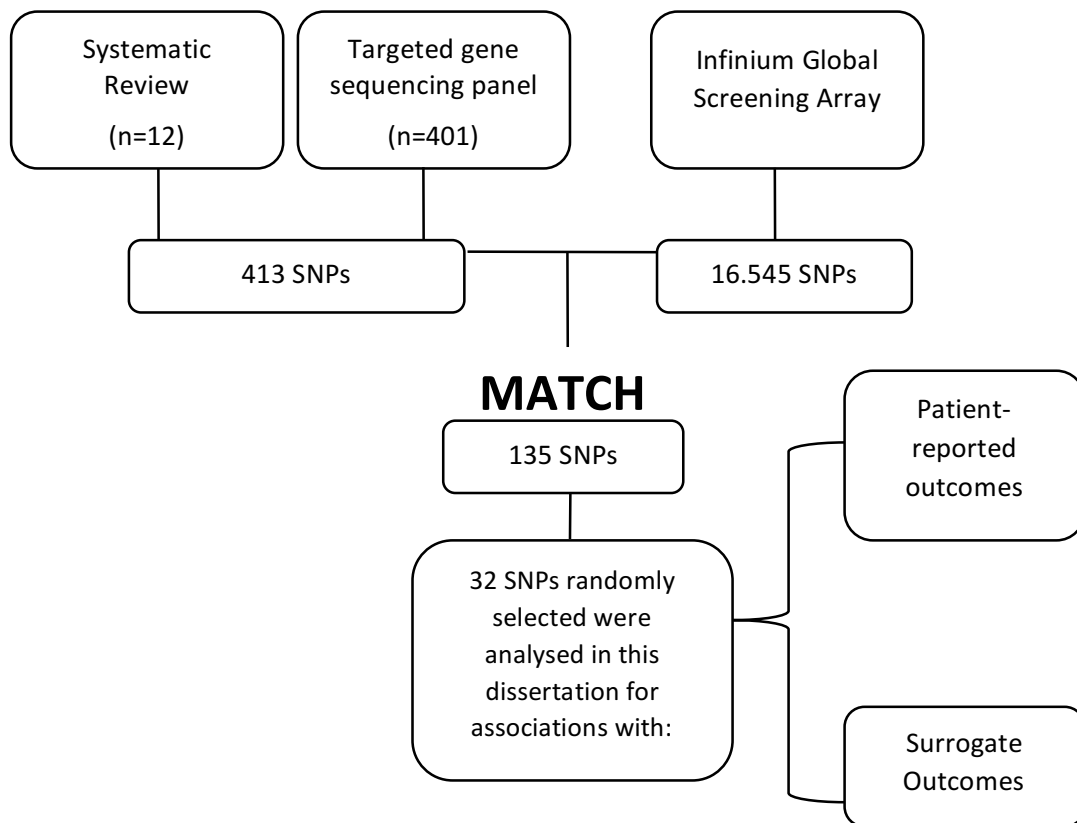 Systematic
Review
(n=12)
Targeted gene
sequencing panel
(n=401)
Infinium Global
Screening Array
413 SNPs
16.545 SNPs
MATCH
135 SNPs
32 SNPs randomly
selected were
analysed in this
dissertation for
associations with:
Patient-
reported
outcomes
Surrogate
Outcomes